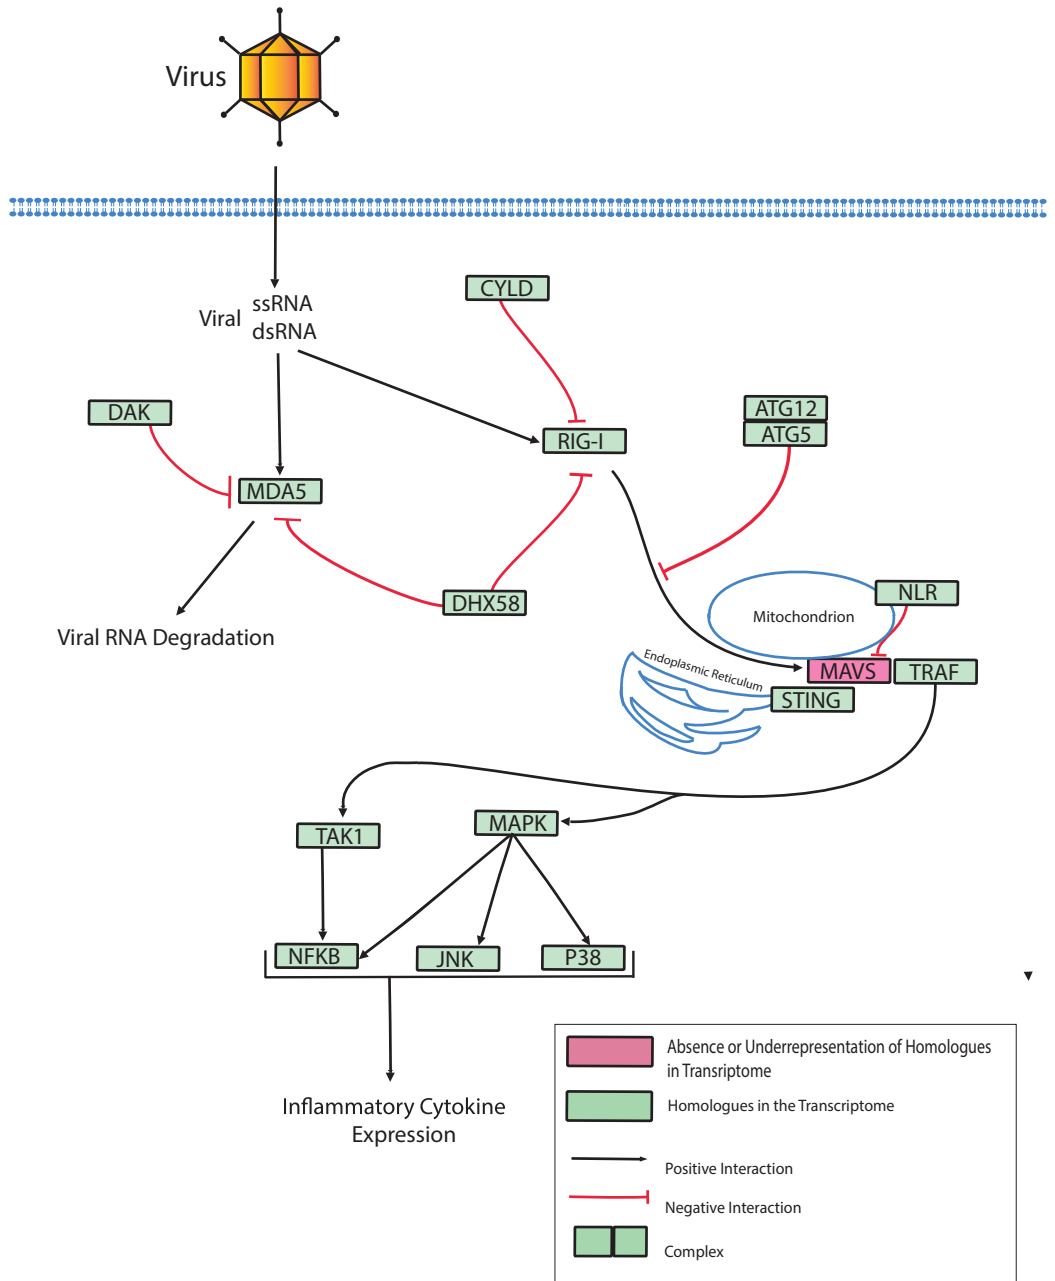 Virus
Viral
ssRNA
dsRNA
CYLD
DAK
ATG12
ATG5
RIG-I
MDA5
DHX58
NLR
Viral RNA Degradation
Mitochondrion
Endoplasmic Reticulum
MAVS
TRAF
STING
TAK1
MAPK
NFKB
JNK
P38
Inflammatory Cytokine
Expression
Absence or Underrepresentation of Homologues
in Transriptome
Homologues in the Transcriptome
Positive Interaction
Negative Interaction
Complex